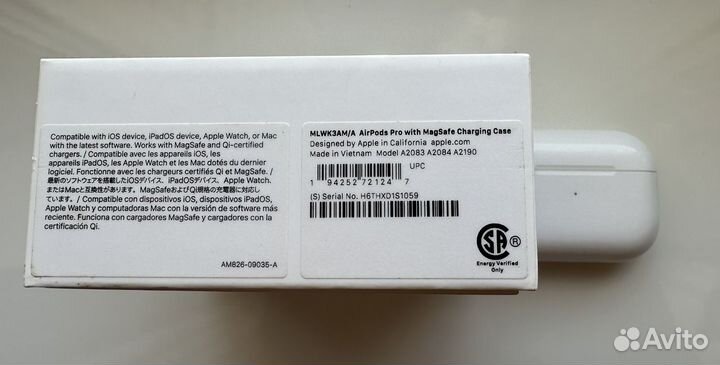 Compatible with iOS device, iPadOS device, Apple Watch, or Mac
with the latest software. Works with MagSafe and Qi-certified
chargers. / Compatible avec les appareils iOS, les
appareils iPadOS, les Apple Watch et les Mac dotés du dernier
logiciel. Fonctionne avec les chargeurs certifiés Qi et MagSafe. /
最新のソフトウェアを搭載したiOSデバイス、iPadOSデバイス、Apple Watch、
またはMacと互換性があります。MagSafeおよびQi規格の充電器に対応し
ています。/ Compatible con dispositivos iOS, dispositivos iPadOS,
Apple Watch y computadoras Mac con la versión de software más
reciente. Funciona con cargadores MagSafe y cargadores con la
certificación Qi.
AM826-09035-A
MLWK3AM/A AirPods Pro with MagSafe Charging Case
Designed by Apple in California apple.com
Made in Vietnam Model A2083 A2084 A2190
UPC
1 94252 72124 7
(S) Serial No. H6THXD1S1059
SA ®
Energy Verified
Only
Avito